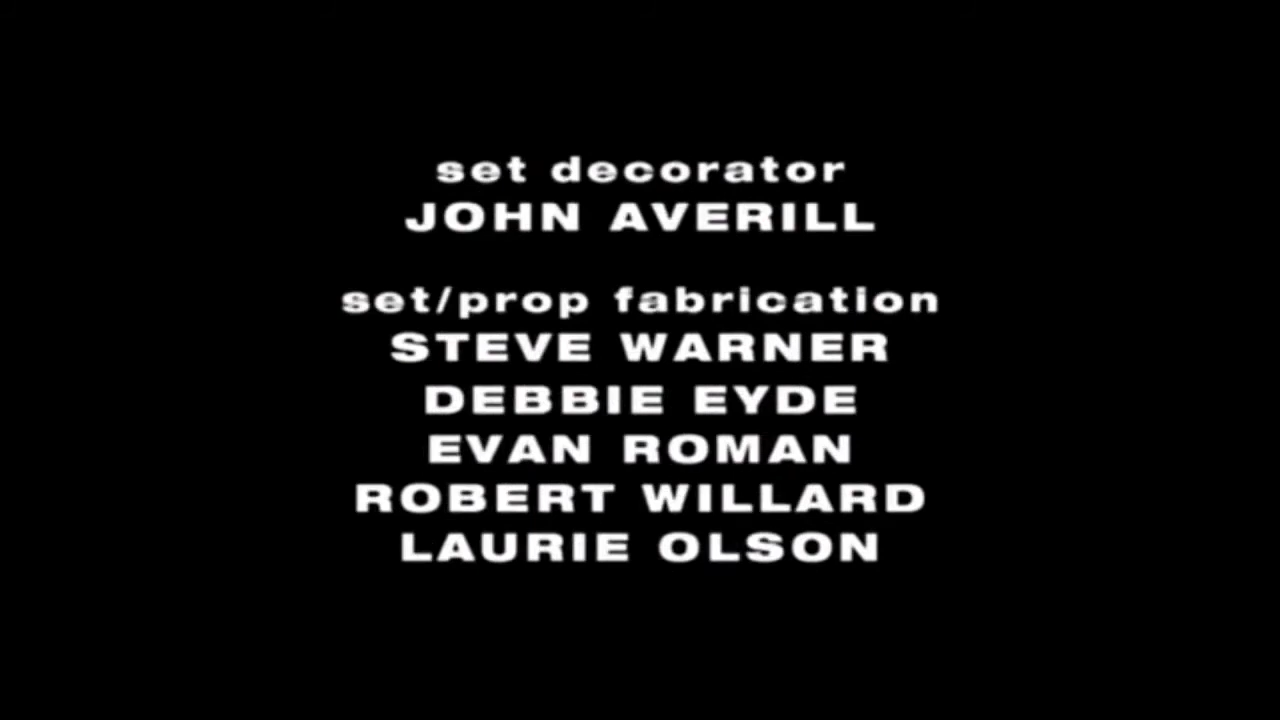 set decorator
JOHN AVERILL
set/prop fabrication
STEVE WARNER
DEBBIE EYDE
EVAN ROMAN
ROBERT WILLARD
LAURIE OLSON